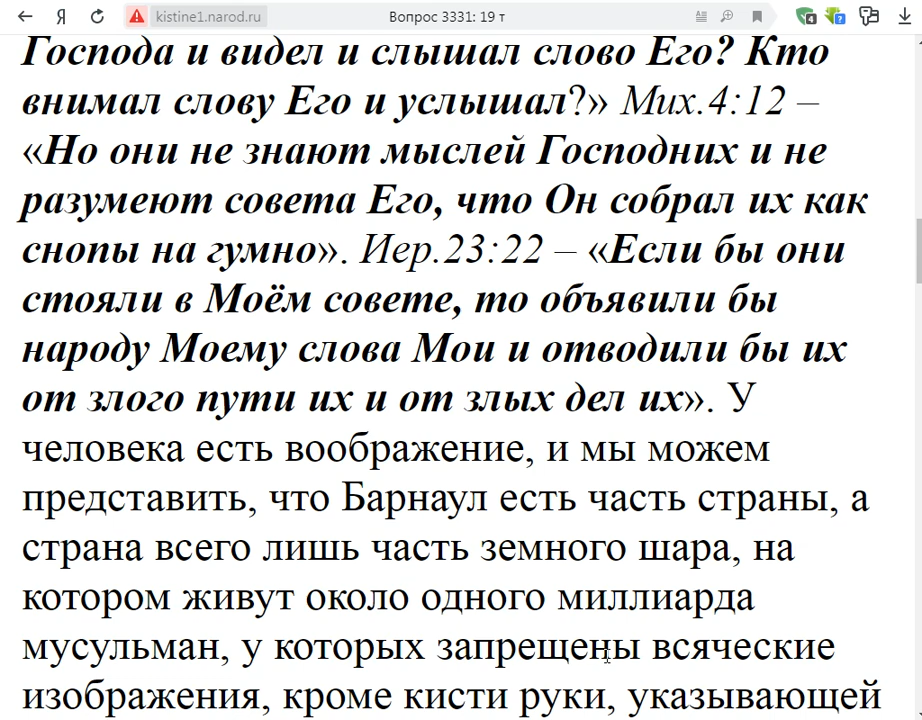 Я
kistine1.narod.ru
Вопрос 3331: 19 т
4
?
Господа и видел и слышал слово Его? Кто
внимал слову Его и услышал?» Мих.4:12 –
«Но они не знают мыслей Господних и не
разумеют совета Его, что Он собрал их как
снопы на гумно». Иер.23:22 – «Если бы они
стояли в Моём совете, то объявили бы
народу Моему слова Мои и отводили бы их
от злого пути их и от злых дел их». У
человека есть воображение, и мы можем
представить, что Барнаул есть часть страны, а
страна всего лишь часть земного шара, на
котором живут около одного миллиарда
мусульман, у которых запрещены всяческие
изображения, кроме кисти руки, указывающей